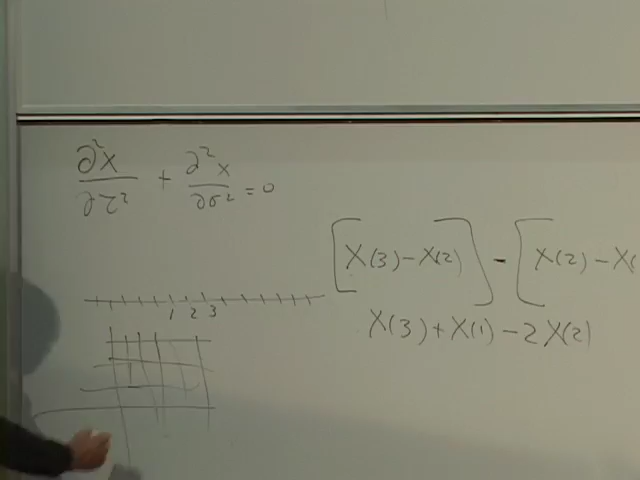 ∂²X/∂τ² + ∂²x/∂σ² = 0
[X(3) - X(2)] - [X(2) - X(
1 2 3
X(3) + X(1) - 2X(2)